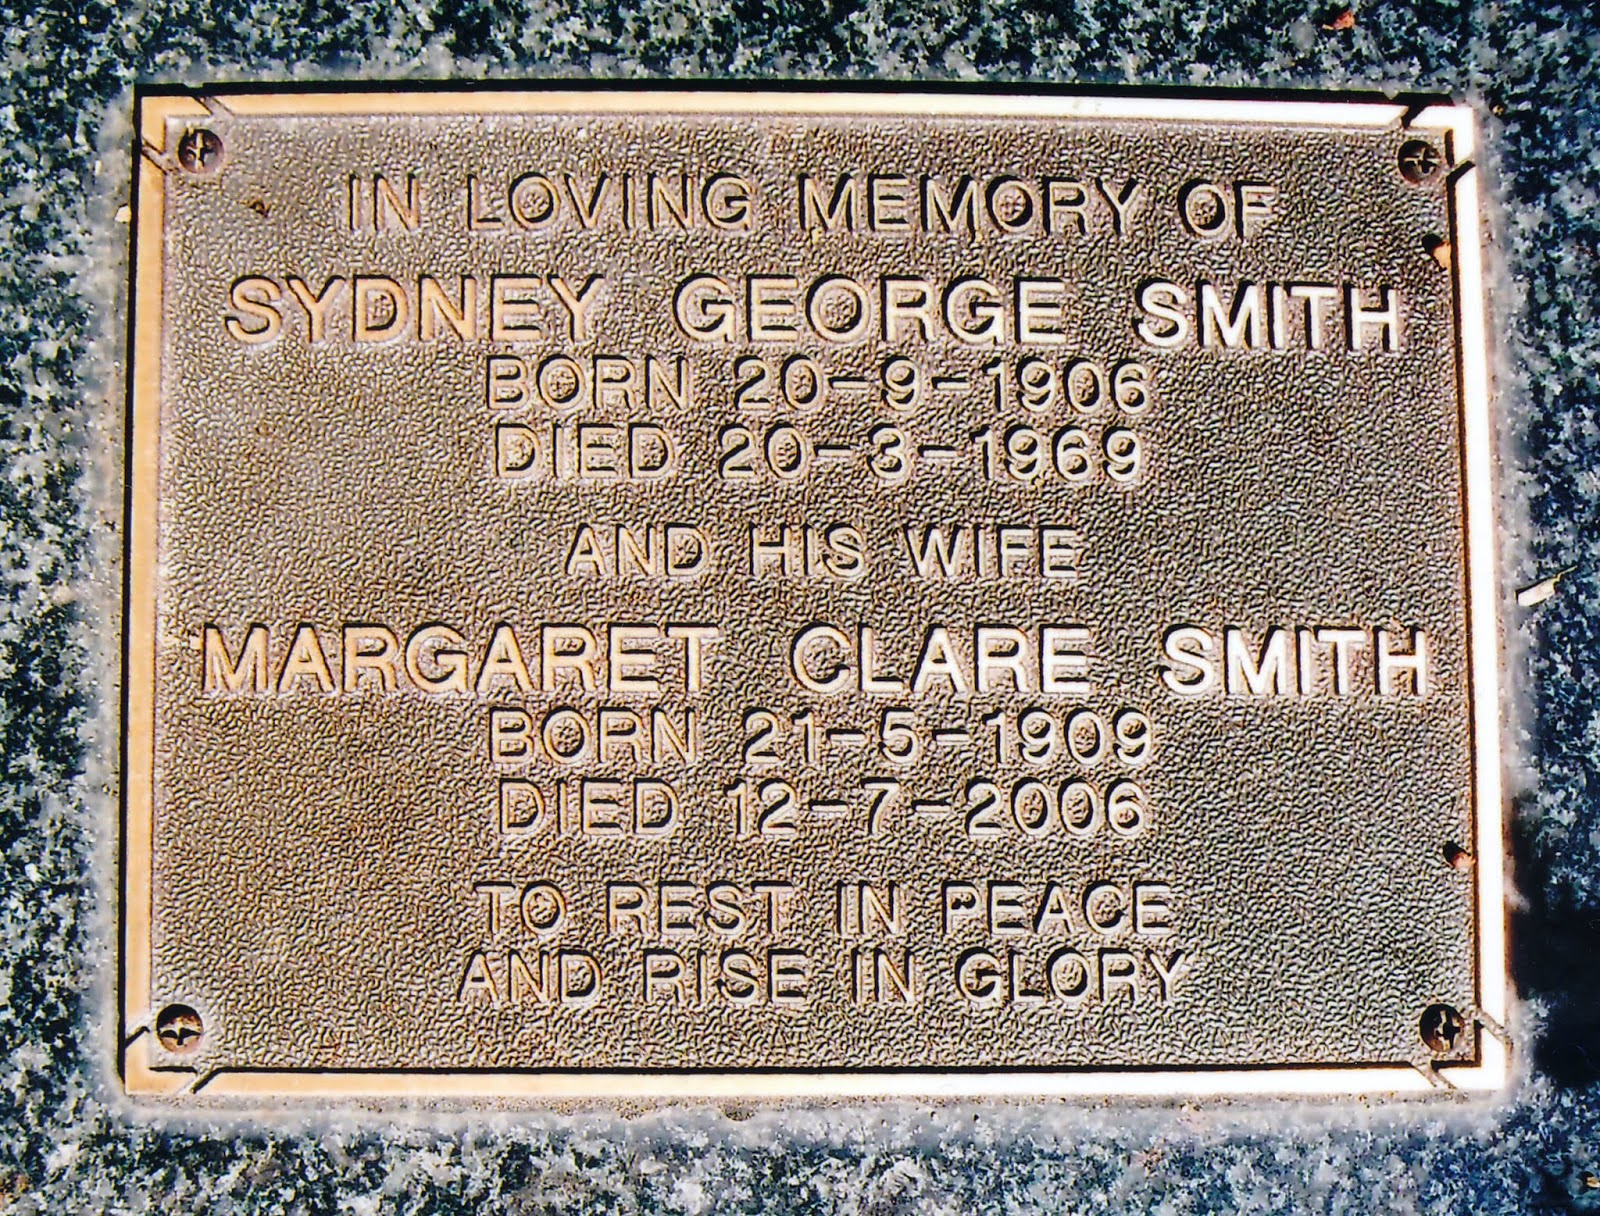 IN LOVING MEMORY OF
SYDNEY GEORGE SMITH
BORN 20-9-1906
DIED 20-3-1969
AND HIS WIFE
MARGARET CLARE SMITH
BORN 21-5-1909
DIED 12-7-2006
TO REST IN PEACE
AND RISE IN GLORY